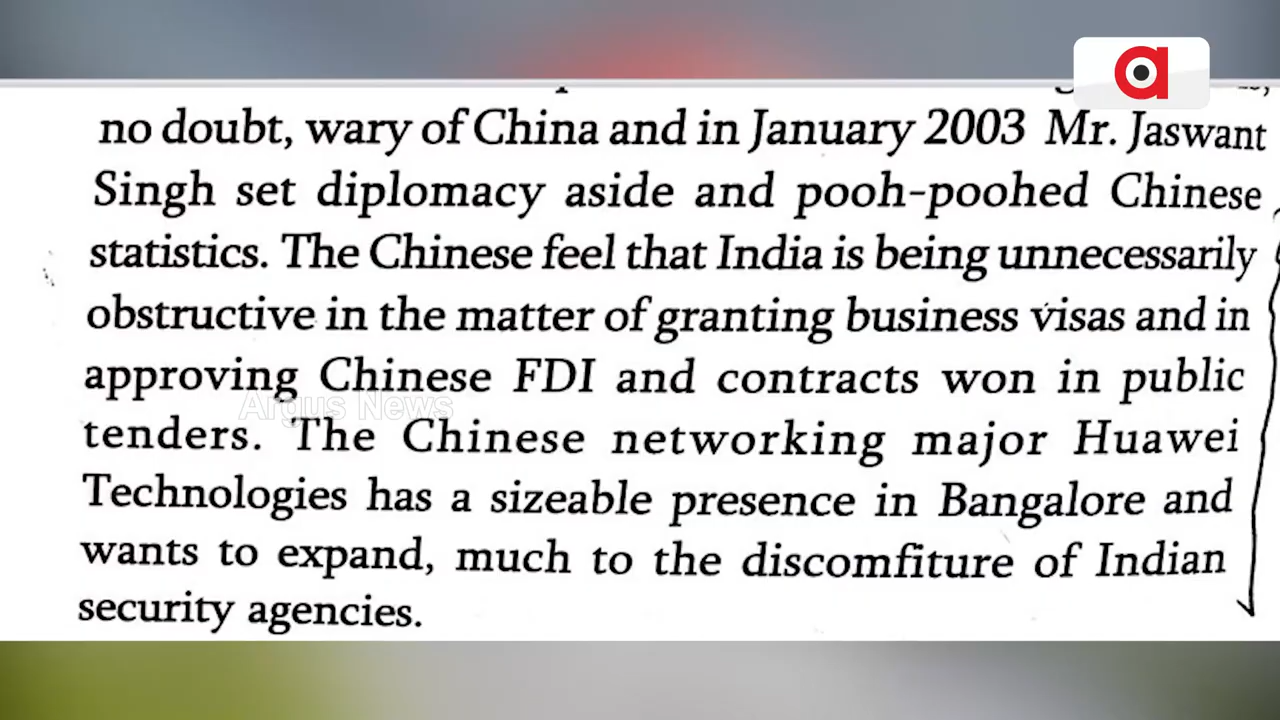 no doubt, wary of China and in January 2003 Mr. Jaswant
Singh set diplomacy aside and pooh-poohed Chinese
statistics. The Chinese feel that India is being unnecessarily
obstructive in the matter of granting business visas and in
approving Chinese FDI and contracts won in public
Argus News
tenders. The Chinese networking major Huawei
Technologies has a sizeable presence in Bangalore and
wants to expand, much to the discomfiture of Indian
security agencies.